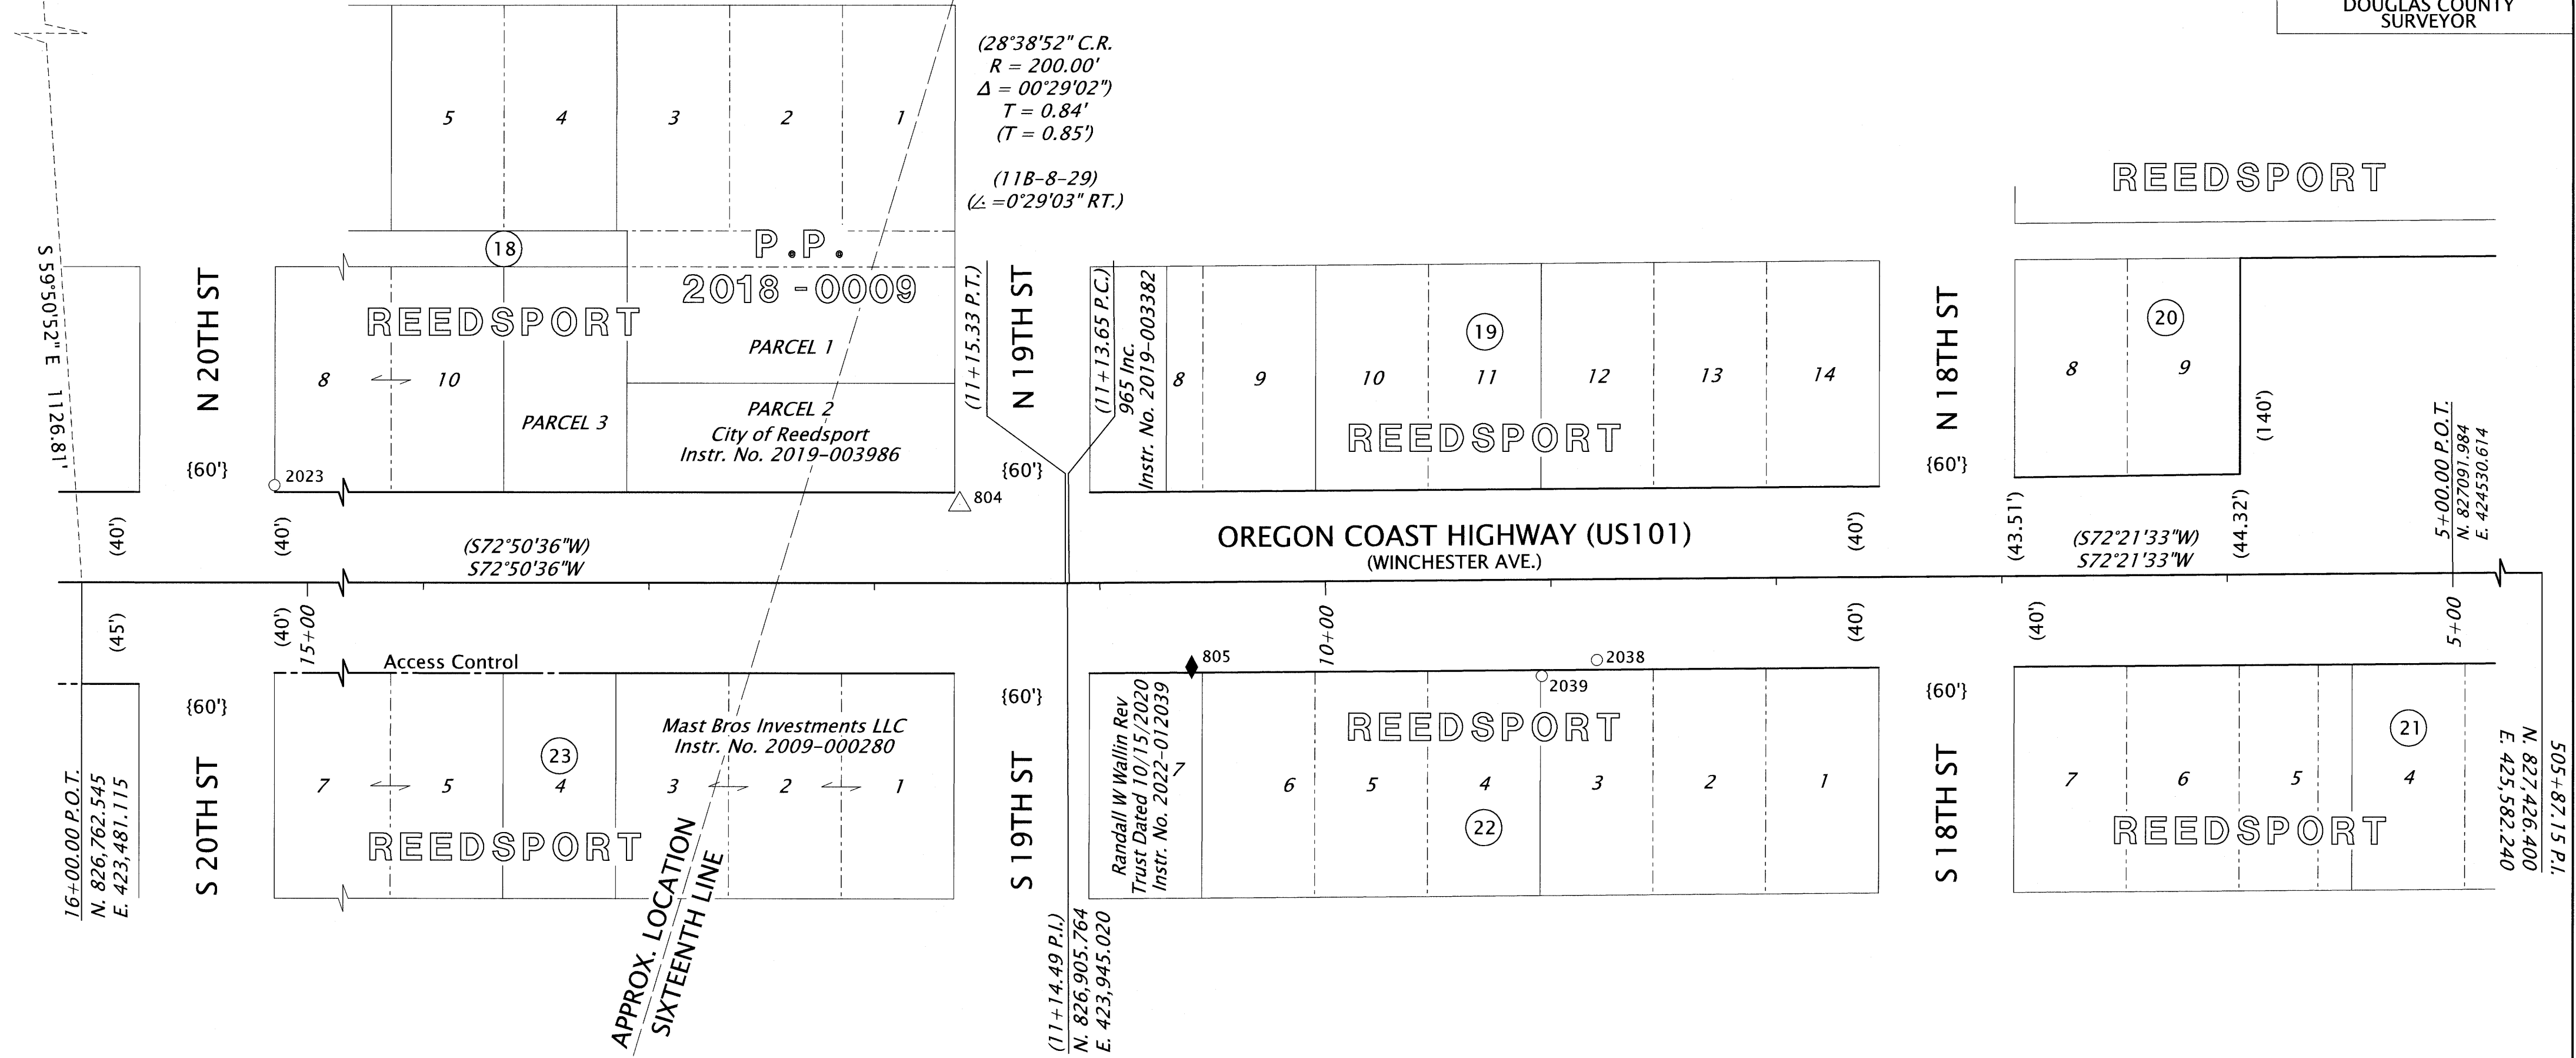 DOUGLAS COUNTY
SURVEYOR
(28°38'52" C.R.
R = 200.00'
Δ = 00°29'02")
T = 0.84'
(T = 0.85')
(11B-8-29)
(∠ =0°29'03" RT.)
5
4
3
2
1
REEDSPORT
S 59°50'52" E 1126.81'
18
P.P.
2018-0009
N 20TH ST
{60'}
REEDSPORT
8
10
PARCEL 3
PARCEL 1
PARCEL 2
City of Reedsport
Instr. No. 2019-003986
2023
804
(11+15.33 P.T.)
N 19TH ST
{60'}
(11+13.65 P.C.)
965 Inc.
Instr. No. 2019-003382
8
9
10
11
12
13
14
19
REEDSPORT
N 18TH ST
{60'}
20
8
9
(140')
5+00.00 P.O.T.
N. 827091.984
E. 424530.614
(40')
(40')
(S72°50'36"W)
S72°50'36"W
OREGON COAST HIGHWAY (US101)
(WINCHESTER AVE.)
(40')
(43.51')
(S72°21'33"W)
S72°21'33"W
(44.32')
(45')
(40')
15+00
10+00
(40')
(40')
5+00
Access Control
805
2038
2039
16+00.00 P.O.T.
N. 826,762.545
E. 423,481.115
{60'}
S 20TH ST
7
5
4
3
2
1
23
Mast Bros Investments LLC
Instr. No. 2009-000280
REEDSPORT
APPROX. LOCATION
SIXTEENTH LINE
{60'}
S 19TH ST
(11+14.49 P.I.)
N. 826,905.764
E. 423,945.020
Randall W Wallin Rev
Trust Dated 10/15/2020
Instr. No. 2022-012039
7
6
5
4
3
2
1
REEDSPORT
22
{60'}
S 18TH ST
7
6
5
4
21
REEDSPORT
505+87.15 P.I.
N. 827,426.400
E. 425,582.240